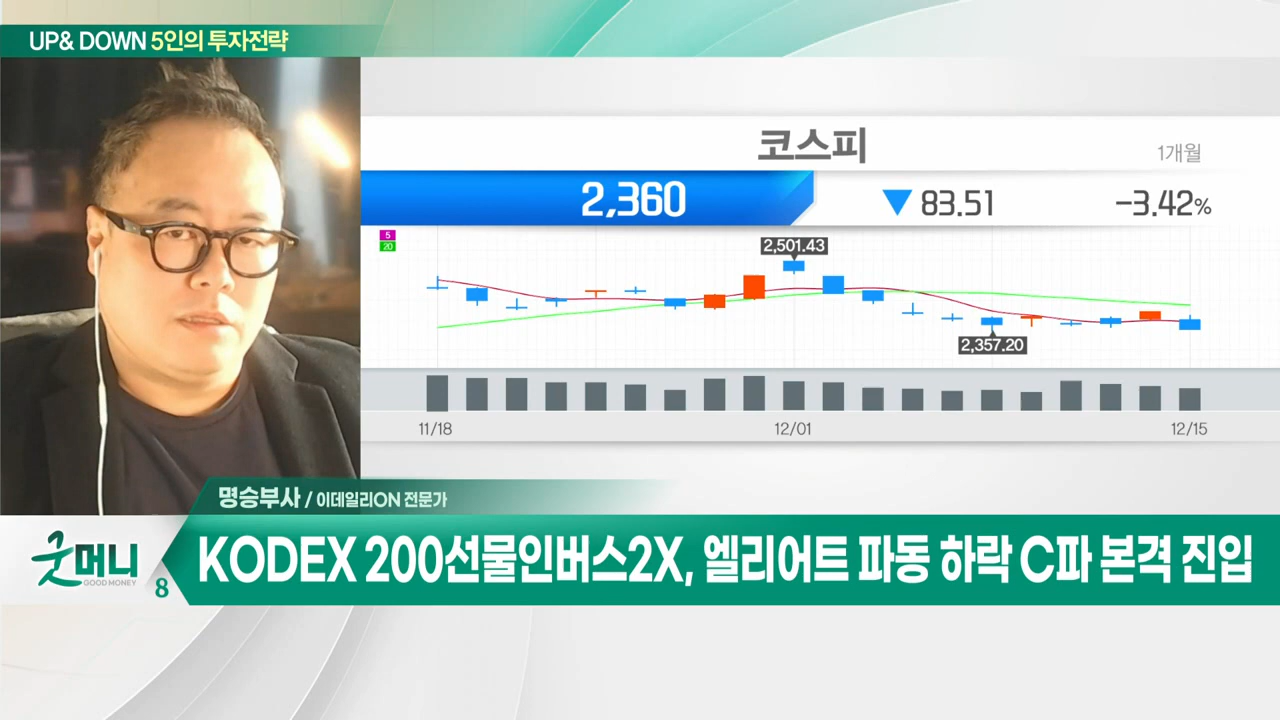 UP& DOWN 5인의 투자전략
코스피
1개월
2,360
▼ 83.51
-3.42%
5
20
2,501.43
2,357.20
11/18
12/01
12/15
명승부사 / 이데일리ON 전문가
굿머니
GOOD MONEY
8
KODEX 200선물인버스2X, 엘리어트 파동 하락 C파 본격 진입